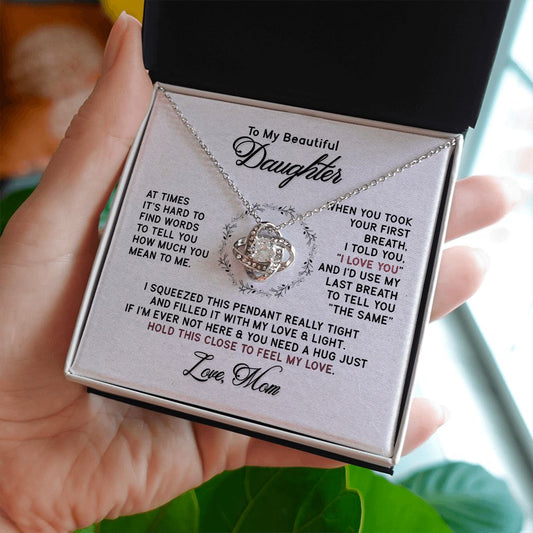 To My Beautiful
Daughter
AT TIMES
IT'S HARD TO
FIND WORDS
TO TELL YOU
HOW MUCH YOU
MEAN TO ME.
WHEN YOU TOOK
YOUR FIRST
BREATH.
I TOLD YOU,
"I LOVE YOU"
AND I'D USE MY
LAST BREATH
TO TELL YOU
"THE SAME"
I SQUEEZED THIS PENDANT REALLY TIGHT
AND FILLED IT WITH MY LOVE & LIGHT.
IF I'M EVER NOT HERE & YOU NEED A HUG JUST
HOLD THIS CLOSE TO FEEL MY LOVE.
Love, Mom